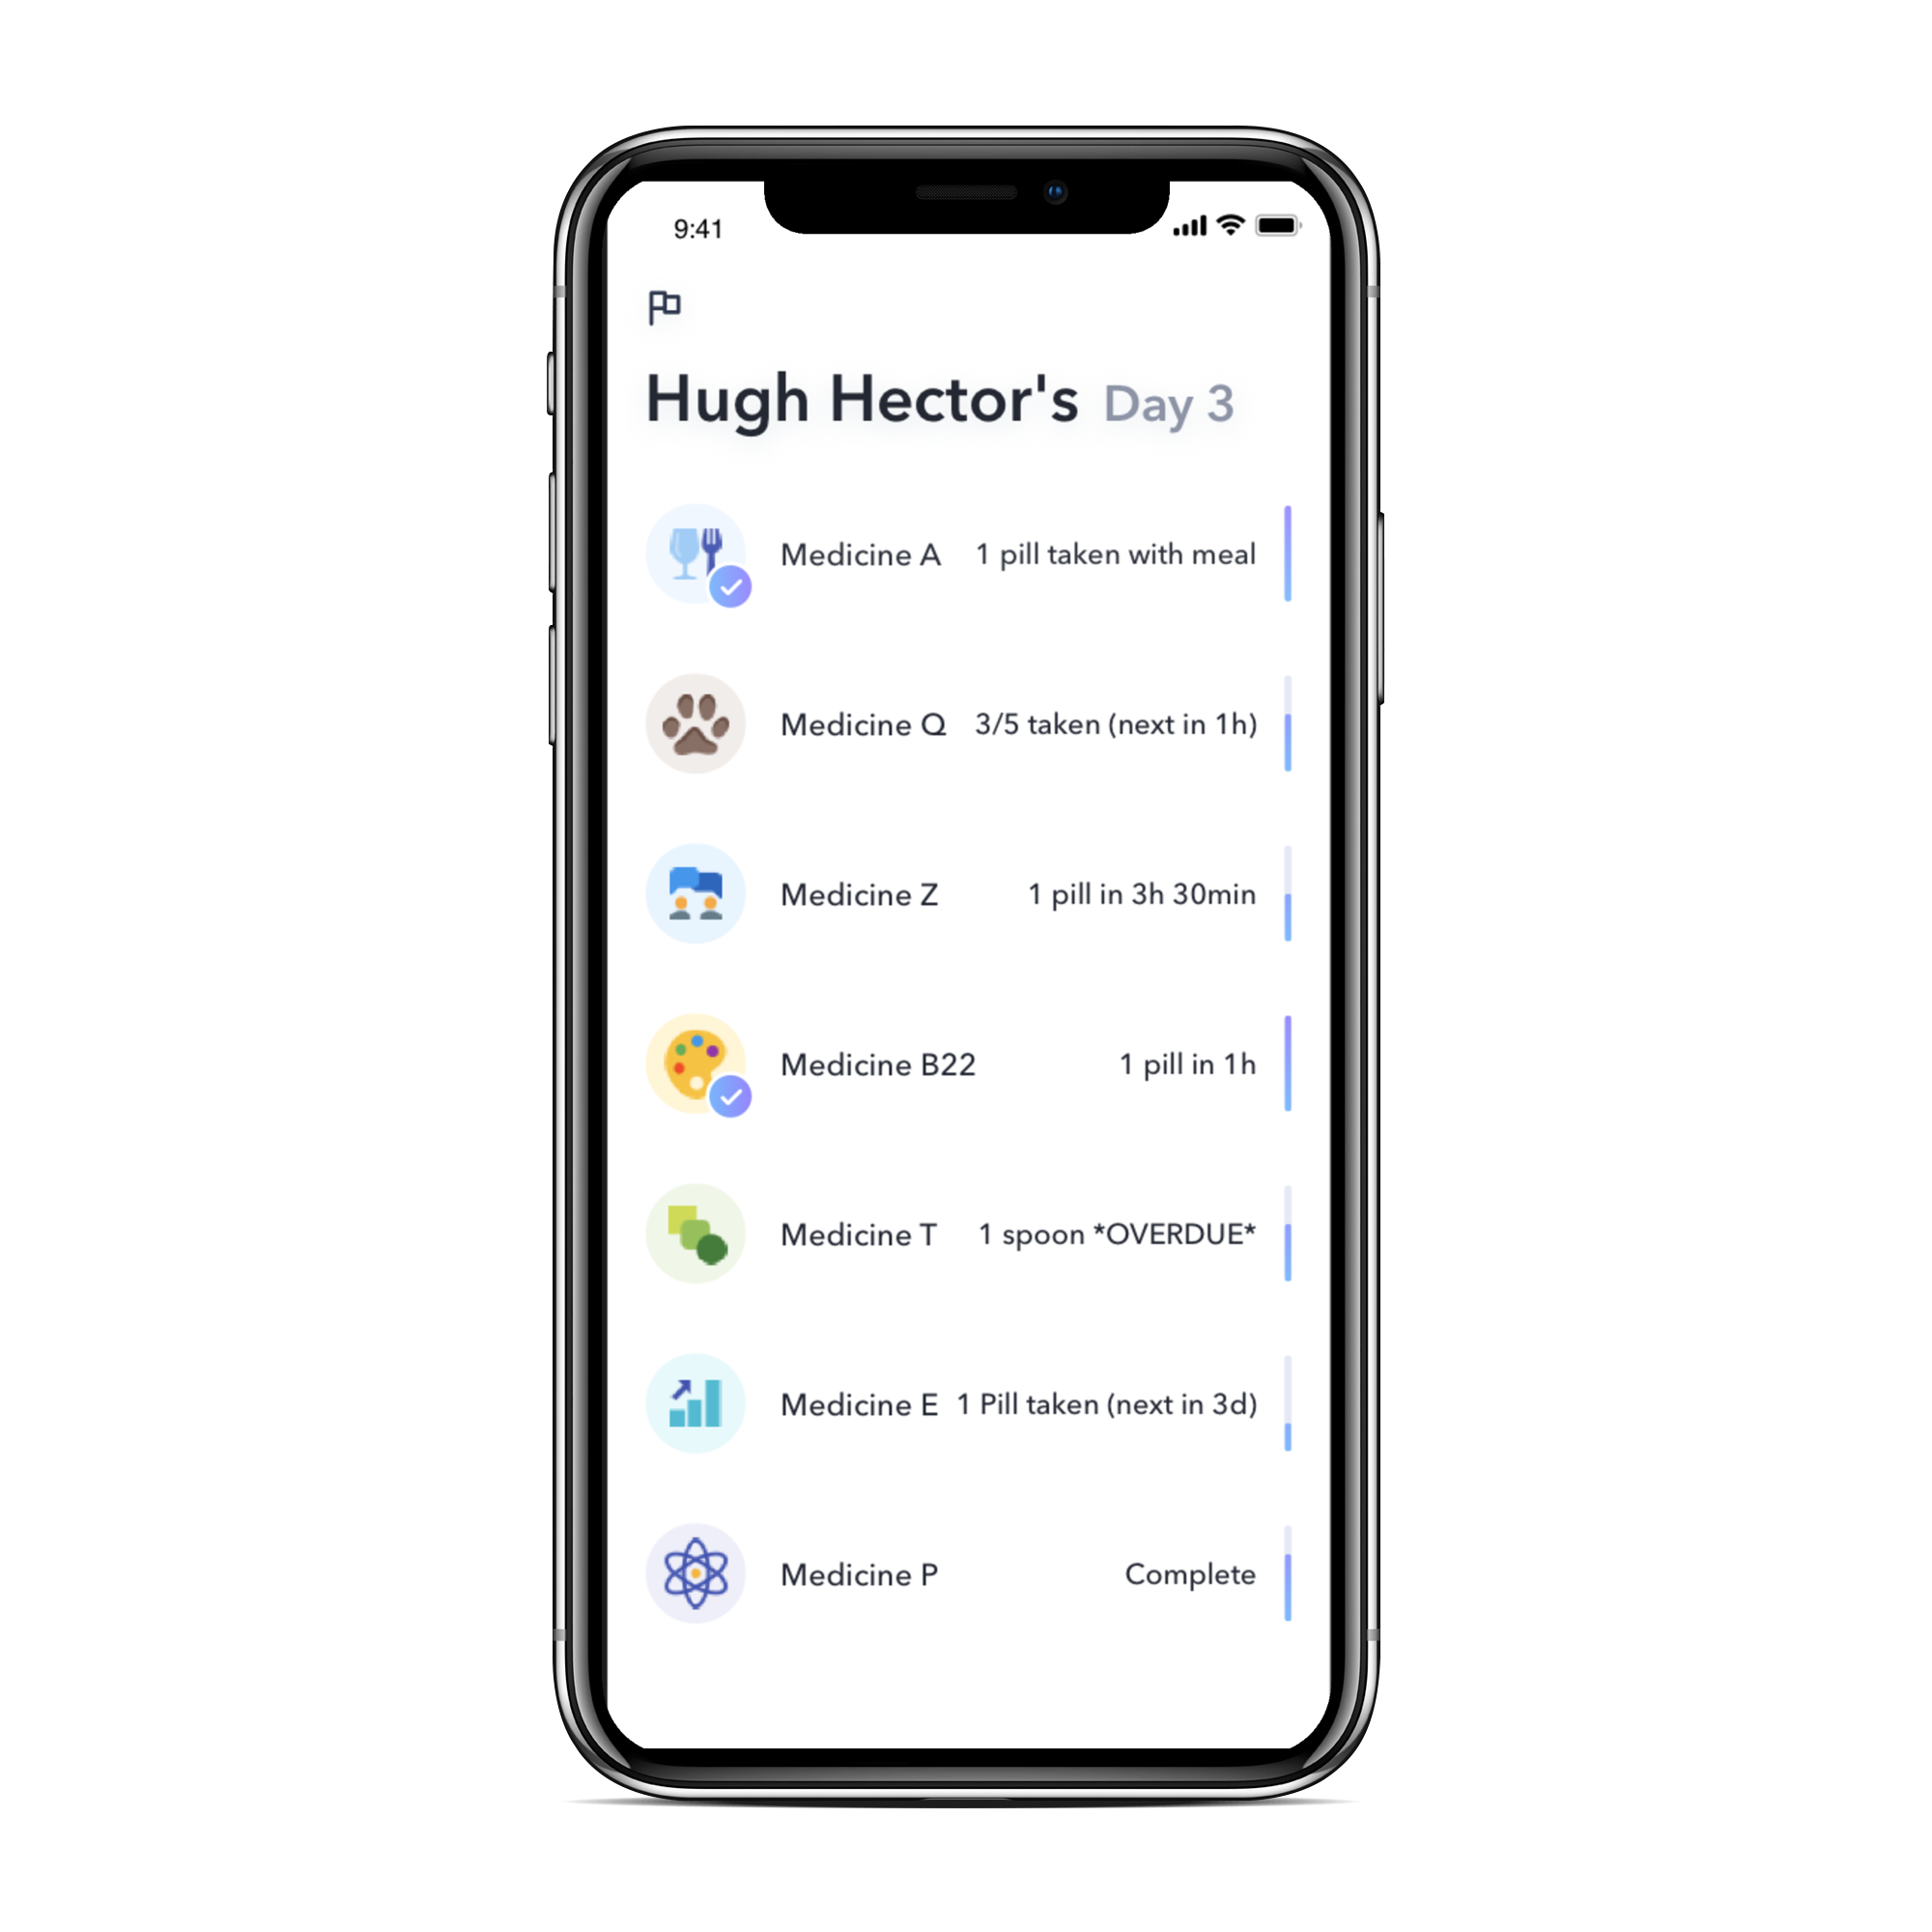 9:41
Hugh Hector's Day 3
Medicine A 1 pill taken with meal
Medicine Q 3/5 taken (next in 1h)
Medicine Z 1 pill in 3h 30min
Medicine B22 1 pill in 1h
Medicine T 1 spoon *OVERDUE*
Medicine E 1 Pill taken (next in 3d)
Medicine P Complete